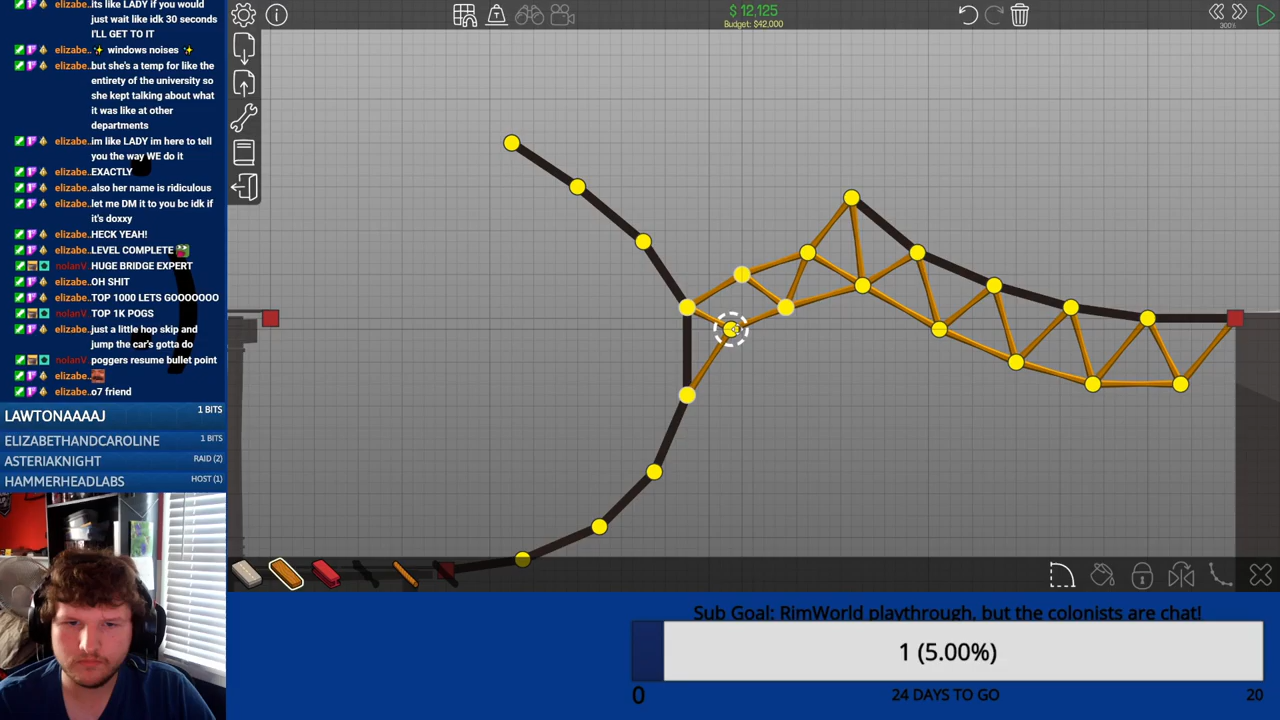 its like LADY if you would
just wait like idk 30 seconds
I'LL GET TO IT
elizabe.. ✨ windows noises ✨
elizabe.. but she's a temp for like the
entirety of the university so
she kept talking about what
it was like at other
departments
elizabe.. im like LADY im here to tell
you the way WE do it
elizabe.. EXACTLY
elizabe.. also her name is ridiculous
elizabe.. let me DM it to you bc idk if
it's doxxy
elizabe.. HECK YEAH!
elizabe.. LEVEL COMPLETE
nolanV. HUGE BRIDGE EXPERT
elizabe.. OH SHIT
elizabe.. TOP 1000 LETS GOOOOOOO
nolanV. TOP 1K POGS
elizabe.. just a little hop skip and
jump the car's gotta do
nolanV. poggers resume bullet point
elizabe..
elizabe.. o7 friend
LAWTONAAAAJ 1 BITS
ELIZABETHANDCAROLINE 1 BITS
ASTERIAKNIGHT RAID (2)
HAMMERHEADLABS HOST (1)
$ 12,125
Budget: $42.000
300%
Sub Goal: RimWorld playthrough, but the colonists are chat!
1 (5.00%)
0 24 DAYS TO GO 20